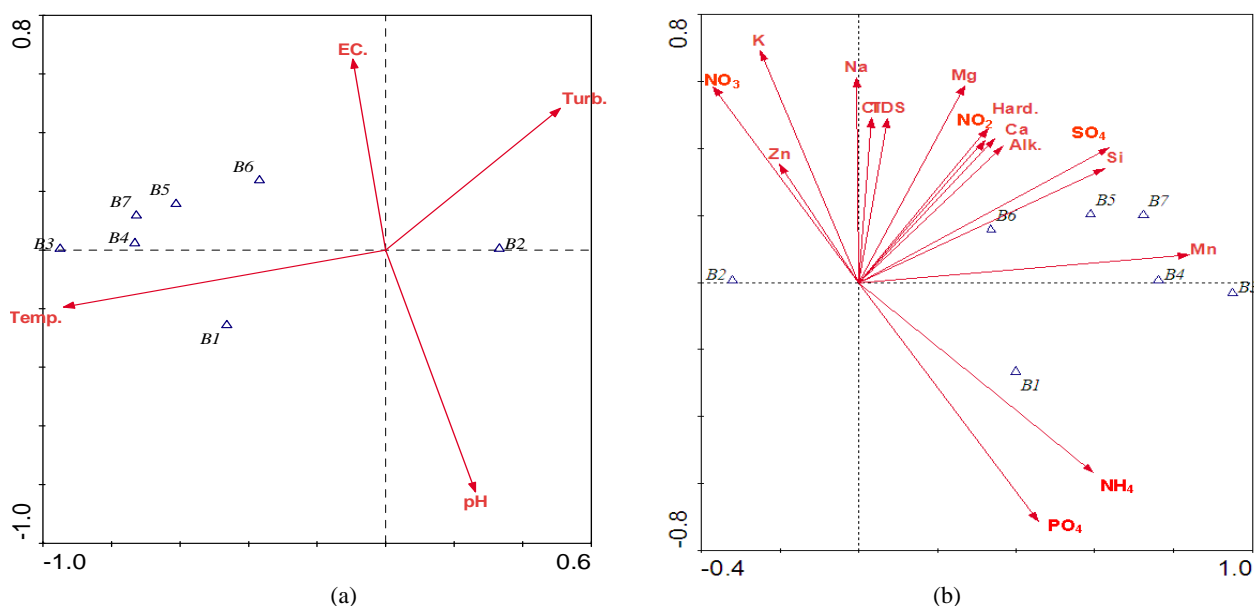 0.8
EC.
Turb.
B6
B5
B7
B4
B3
B2
Temp.
B1
pH
-1.0
-1.0
0.6
(a)
0.8
K
NO₃
Na
Mg
TDS
Hard.
NO₂
Ca
SO₄
Alk.
Si
Zn
B5
B7
B6
Mn
B2
B4
B3
B1
NH₄
PO₄
-0.8
-0.4
1.0
(b)